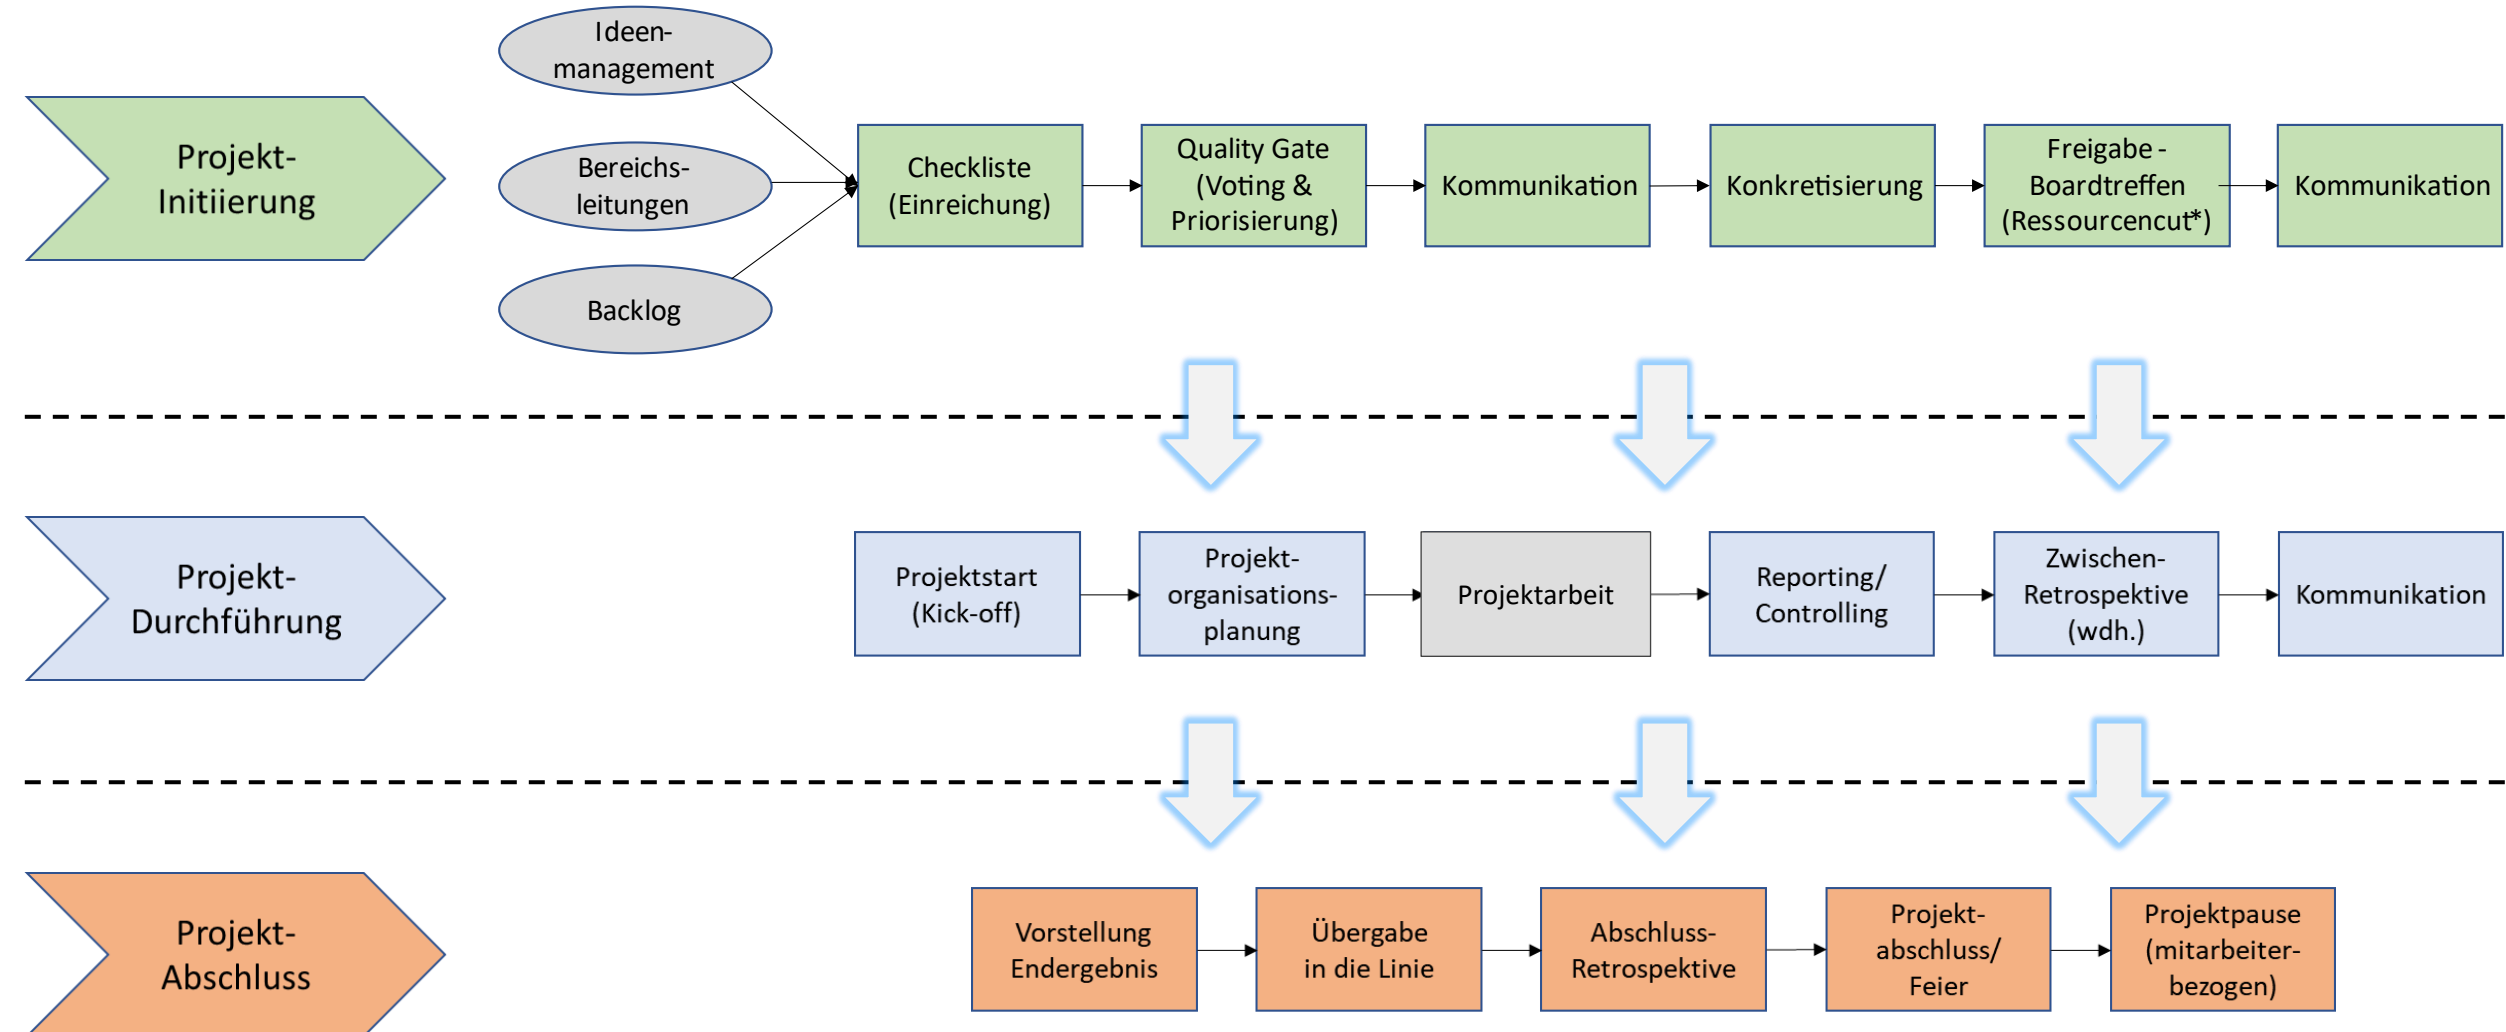 Projekt-
Initiierung
Ideen-
management
Bereichs-
leitungen
Backlog
Checkliste
(Einreichung)
Quality Gate
(Voting &
Priorisierung)
Kommunikation
Konkretisierung
Freigabe -
Boardtreffen
(Ressourcencut*)
Kommunikation
Projekt-
Durchführung
Projektstart
(Kick-off)
Projekt-
organisations-
planung
Projektarbeit
Reporting/
Controlling
Zwischen-
Retrospektive
(wdh.)
Kommunikation
Projekt-
Abschluss
Vorstellung
Endergebnis
Übergabe
in die Linie
Abschluss-
Retrospektive
Projekt-
abschluss/
Feier
Projektpause
(mitarbeiter-
bezogen)